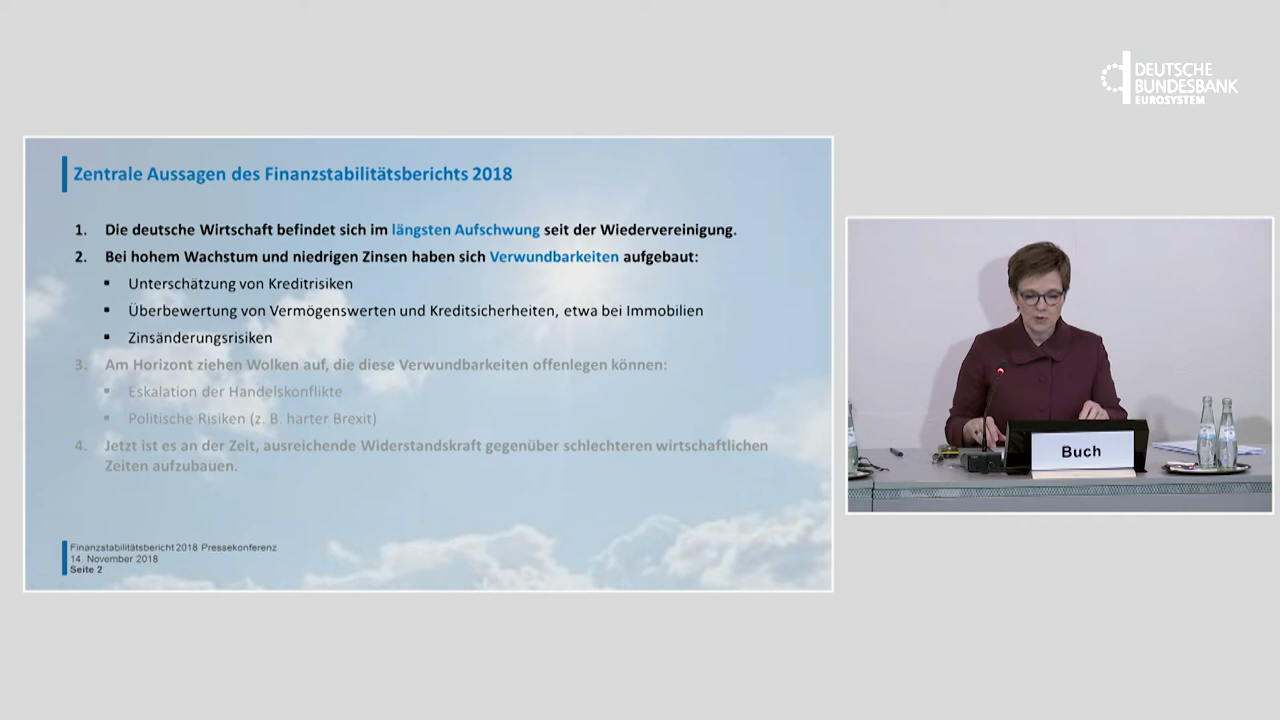 DEUTSCHE
BUNDESBANK
EUROSYSTEM
Zentrale Aussagen des Finanzstabilitätsberichts 2018
1. Die deutsche Wirtschaft befindet sich im längsten Aufschwung seit der Wiedervereinigung.
2. Bei hohem Wachstum und niedrigen Zinsen haben sich Verwundbarkeiten aufgebaut:
▪ Unterschätzung von Kreditrisiken
▪ Überbewertung von Vermögenswerten und Kreditsicherheiten, etwa bei Immobilien
▪ Zinsänderungsrisiken
3. Am Horizont ziehen Wolken auf, die diese Verwundbarkeiten offenlegen können:
▪ Eskalation der Handelskonflikte
▪ Politische Risiken (z. B. harter Brexit)
4. Jetzt ist es an der Zeit, ausreichende Widerstandskraft gegenüber schlechteren wirtschaftlichen
Zeiten aufzubauen.
Finanzstabilitätsbericht 2018 Pressekonferenz
14. November 2018
Seite 2
Buch